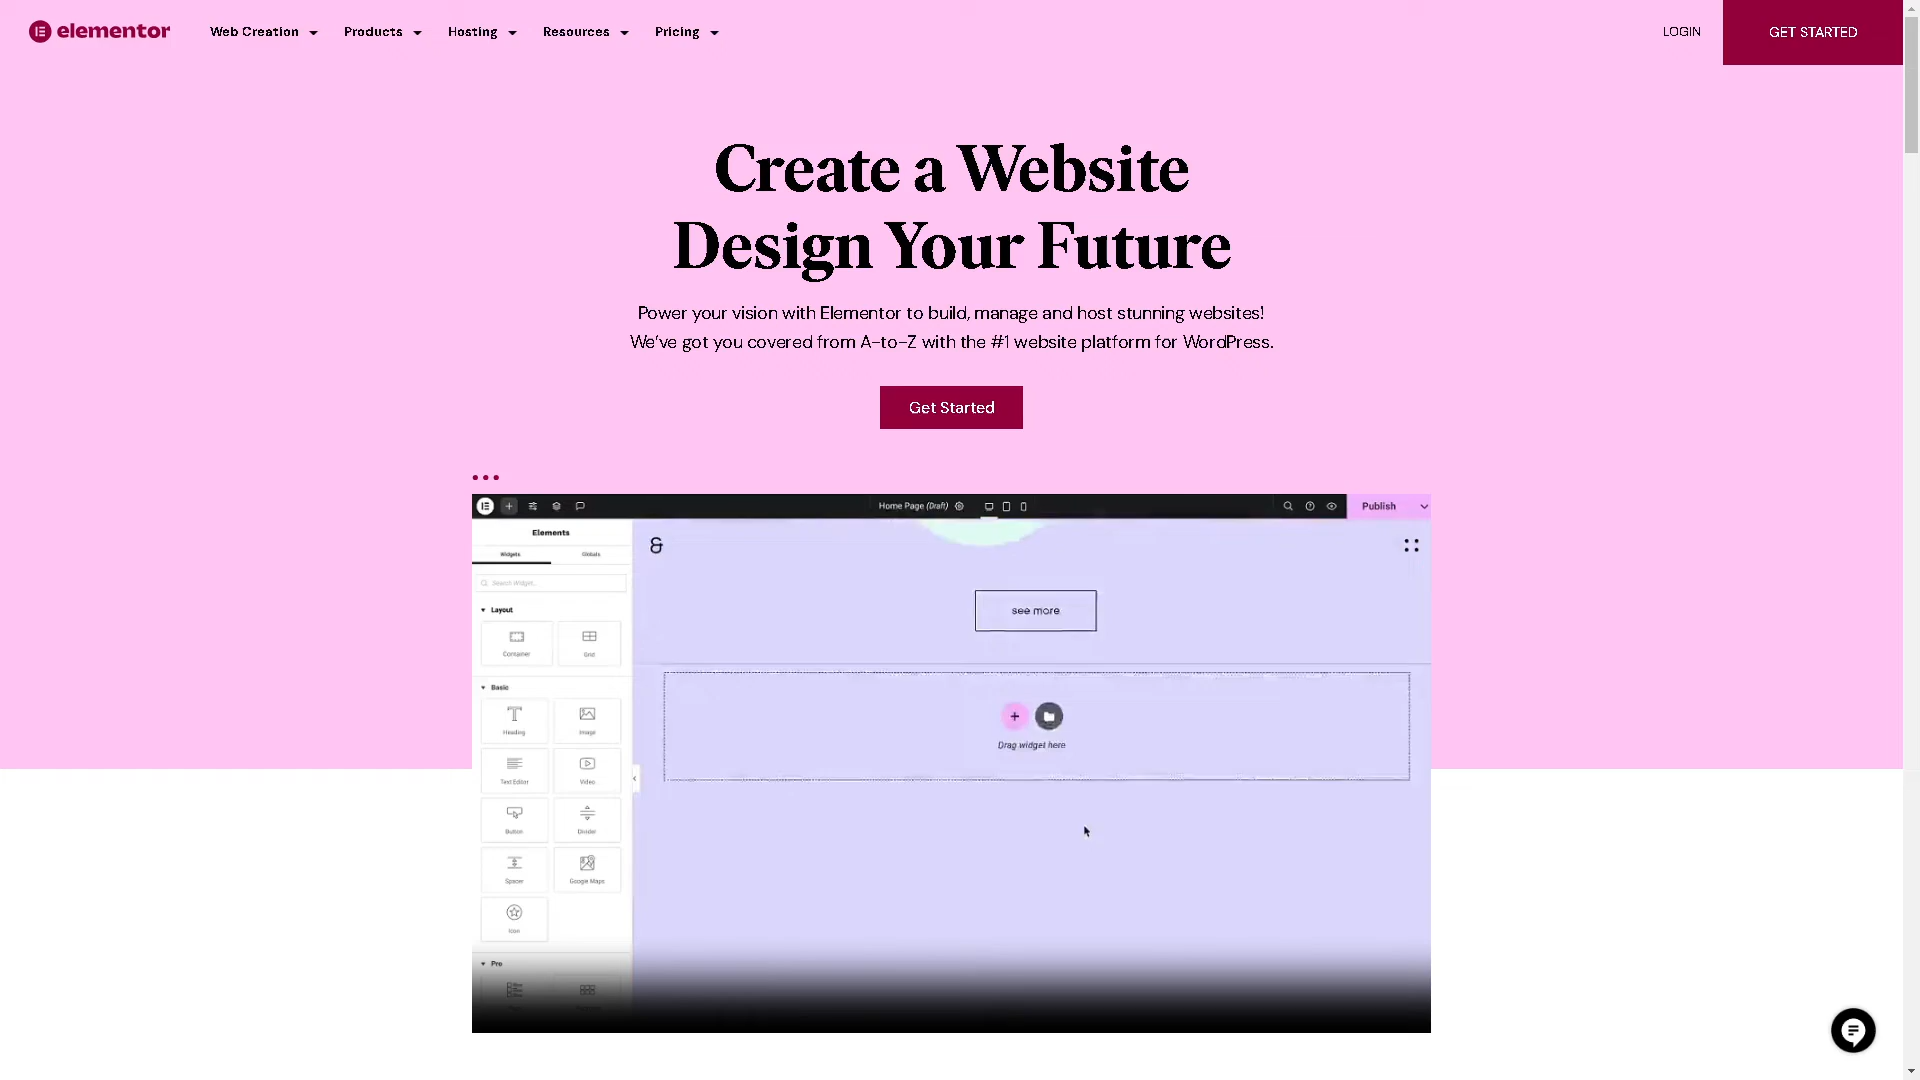 elementor
Web Creation
Products
Hosting
Resources
Pricing
LOGIN
GET STARTED
Create a Website
Design Your Future
Power your vision with Elementor to build, manage and host stunning websites!
We've got you covered from A-to-Z with the #1 website platform for WordPress.
Get Started
Home Page (Draft)
Publish
Elements
Widgets
Globals
Search Widget...
&
see more
Layout
Container
Grid
Basic
Heading
Image
Drag widget here
Text Editor
Video
Button
Divider
Spacer
Google Maps
Icon
Pro